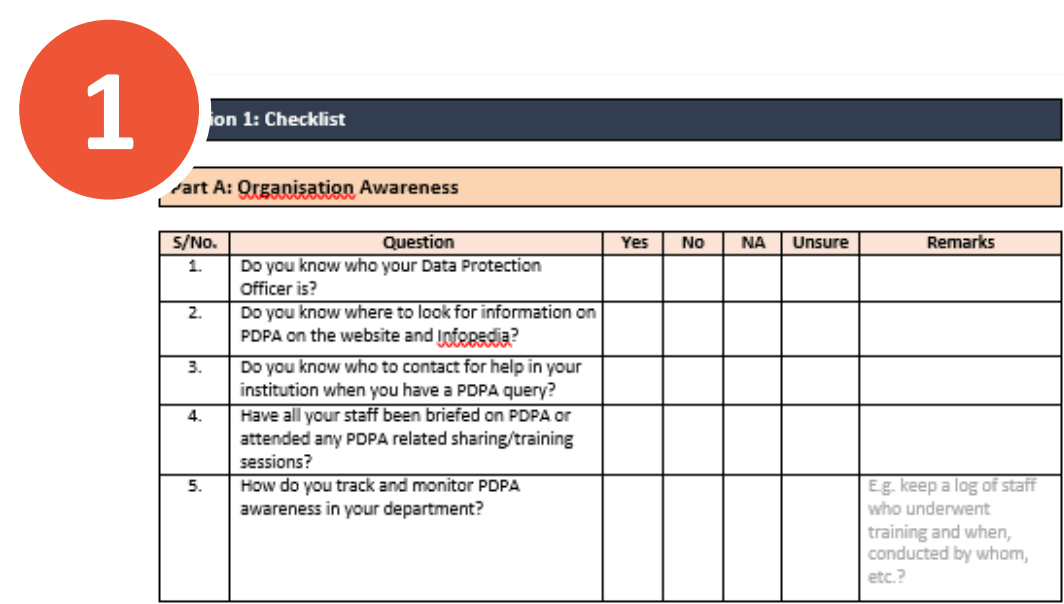 1
ion 1: Checklist
Part A: Organisation Awareness
S/No. Question Yes No NA Unsure Remarks
1. Do you know who your Data Protection
Officer is?
2. Do you know where to look for information on
PDPA on the website and Infopedia?
3. Do you know who to contact for help in your
institution when you have a PDPA query?
4. Have all your staff been briefed on PDPA or
attended any PDPA related sharing/training
sessions?
5. How do you track and monitor PDPA
awareness in your department?
E.g. keep a log of staff
who underwent
training and when,
conducted by whom,
etc.?